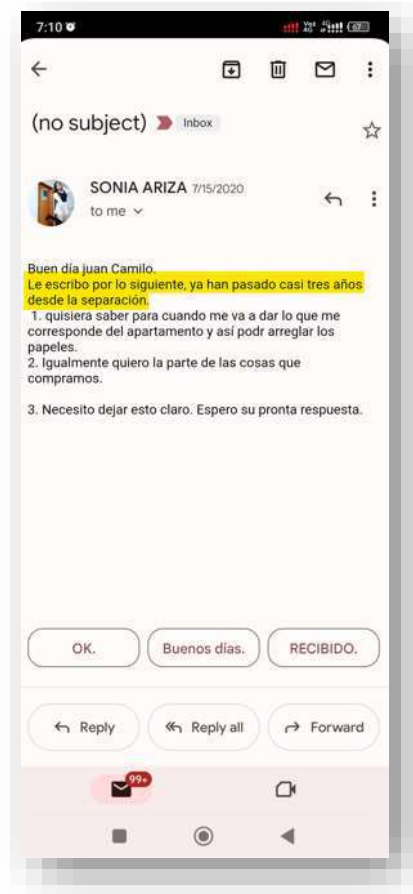 7:10
67
(no subject) Inbox
SONIA ARIZA 7/15/2020
to me
Buen día juan Camilo.
Le escribo por lo siguiente, ya han pasado casi tres años
desde la separación.
1. quisiera saber para cuando me va a dar lo que me
corresponde del apartamento y así podr arreglar los
papeles.
2. Igualmente quiero la parte de las cosas que
compramos.
3. Necesito dejar esto claro. Espero su pronta respuesta.
OK. Buenos días. RECIBIDO.
Reply Reply all Forward
99+